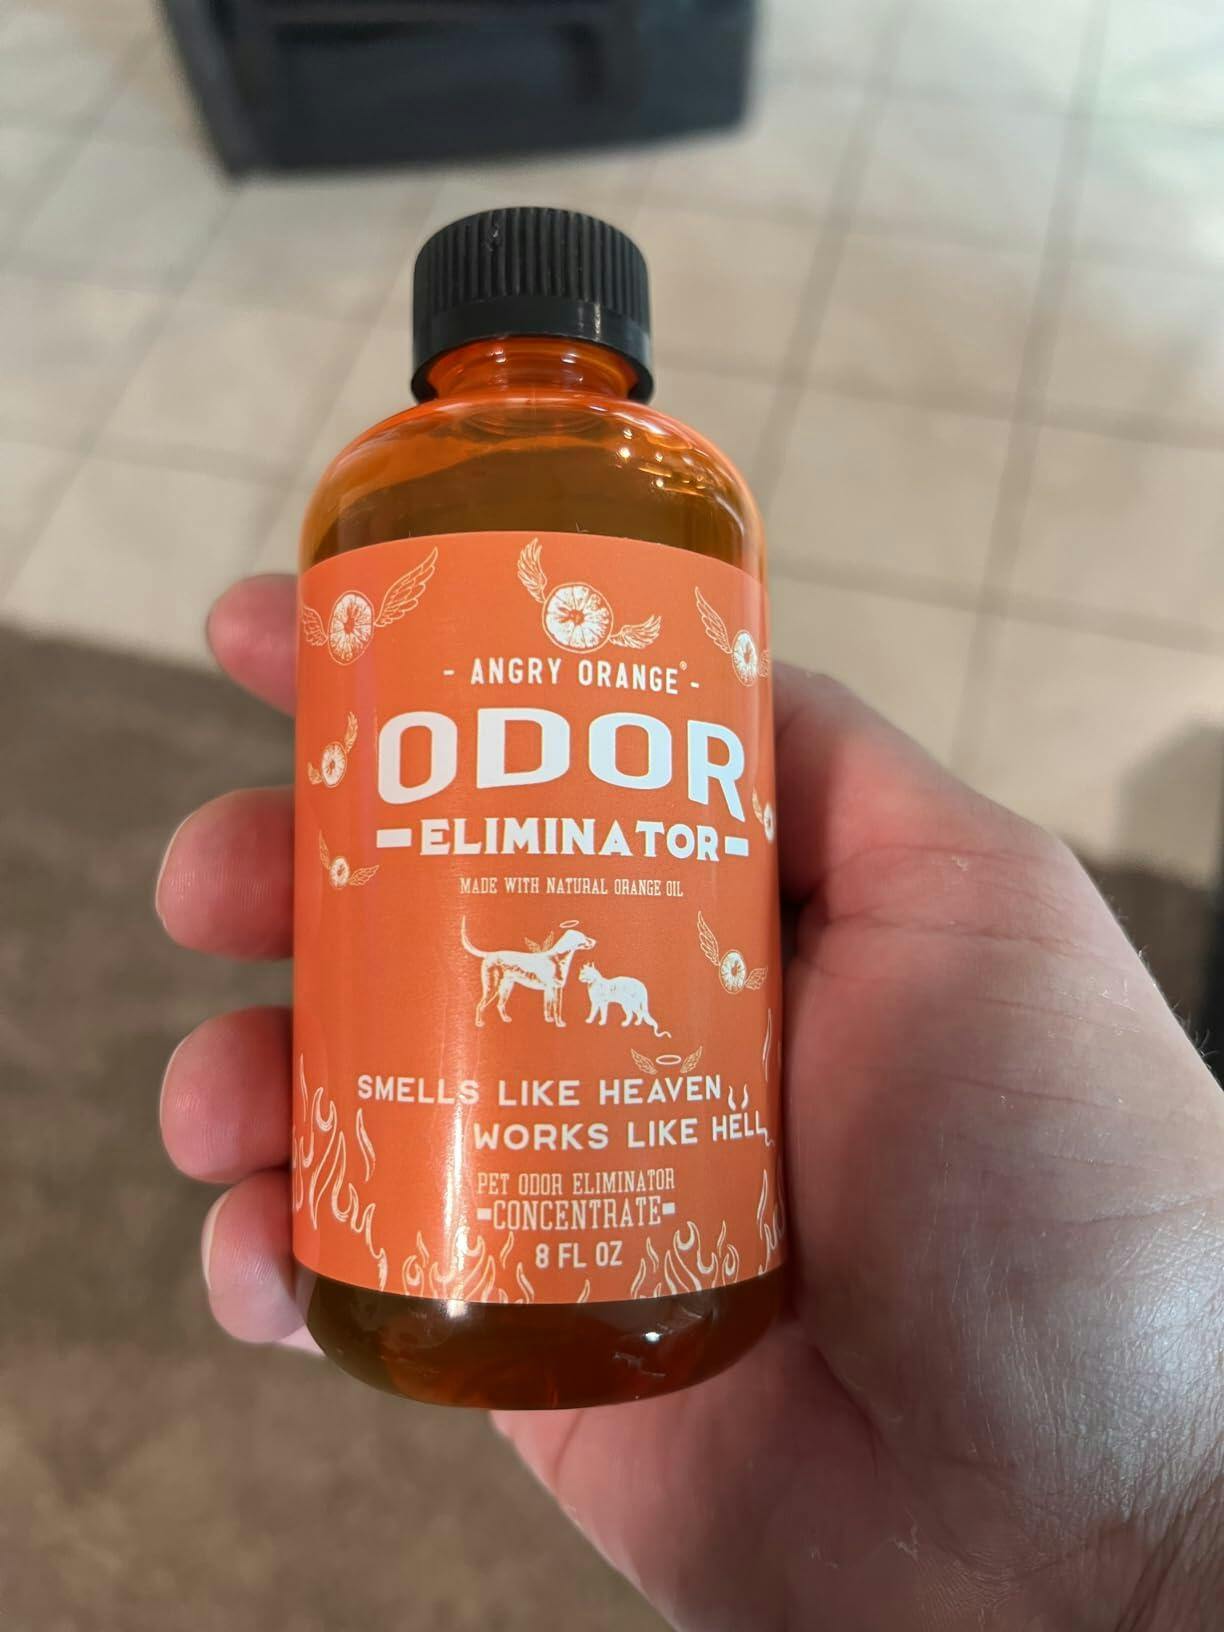 - ANGRY ORANGE® -
ODOR
ELIMINATOR
MADE WITH NATURAL ORANGE OIL
SMELLS LIKE HEAVEN
WORKS LIKE HELL
PET ODOR ELIMINATOR
CONCENTRATE
8 FL OZ